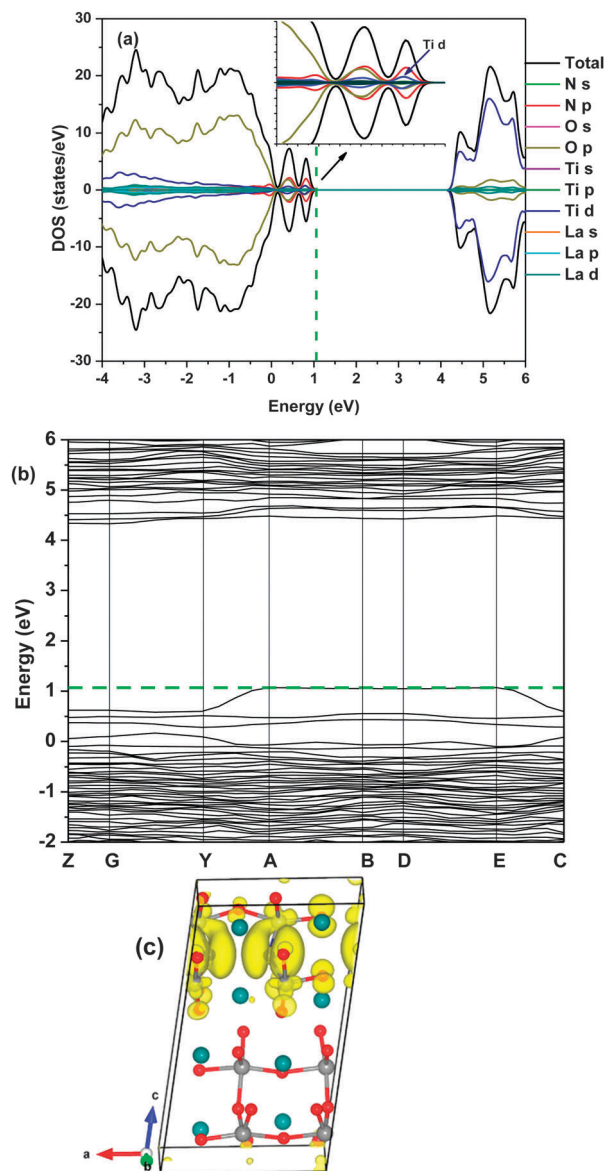 (a)
30
20
10
0
-10
-20
-30
DOS (states/eV)
-4 -3 -2 -1 0 1 2 3 4 5 6
Energy (eV)
Ti d
Total
N s
N p
O s
O p
Ti s
Ti p
Ti d
La s
La p
La d
(b)
6
5
4
3
2
1
0
-1
-2
Energy (eV)
Z G Y A B D E C
(c)
c
a
b